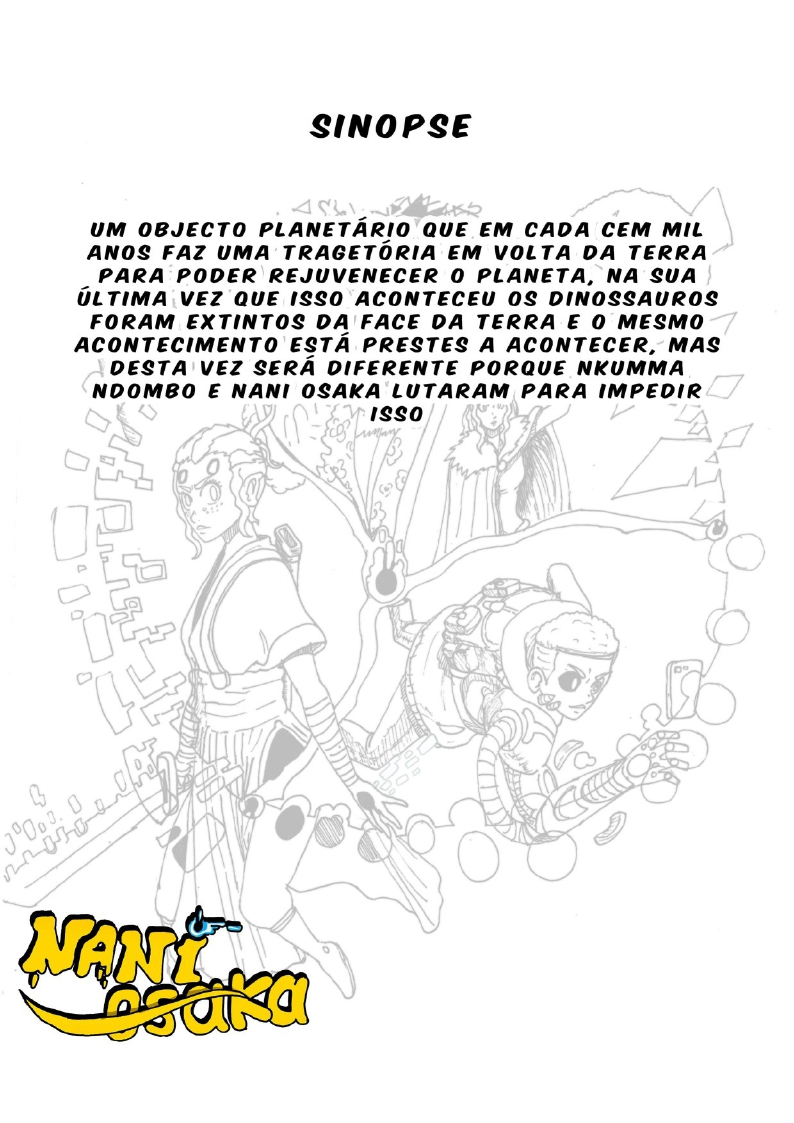 SINOPSE
UM OBJECTO PLANETÁRIO QUE EM CADA CEM MIL
ANOS FAZ UMA TRAGETÓRIA EM VOLTA DA TERRA
PARA PODER REJUVENECER O PLANETA, NA SUA
ÚLTIMA VEZ QUE ISSO ACONTECEU OS DINOSSAUROS
FORAM EXTINTOS DA FACE DA TERRA E O MESMO
ACONTECIMENTO ESTÁ PRESTES A ACONTECER, MAS
DESTA VEZ SERÁ DIFERENTE PORQUE NKUMMA
NDOMBO E NANI OSAKA LUTARAM PARA IMPEDIR
ISSO
NANI
OSAKA